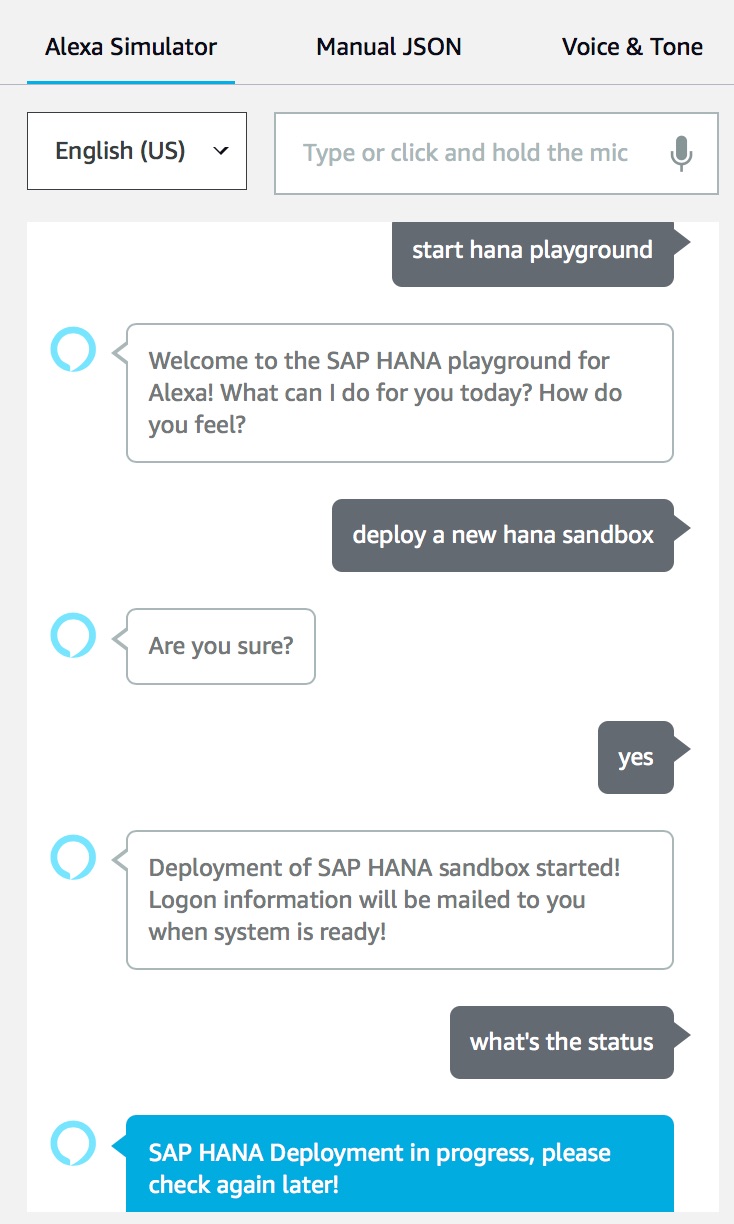 Alexa Simulator Manual JSON Voice & Tone
English (US) Type or click and hold the mic
start hana playground
Welcome to the SAP HANA playground for
Alexa! What can I do for you today? How do
you feel?
deploy a new hana sandbox
Are you sure?
yes
Deployment of SAP HANA sandbox started!
Logon information will be mailed to you
when system is ready!
what's the status
SAP HANA Deployment in progress, please
check again later!